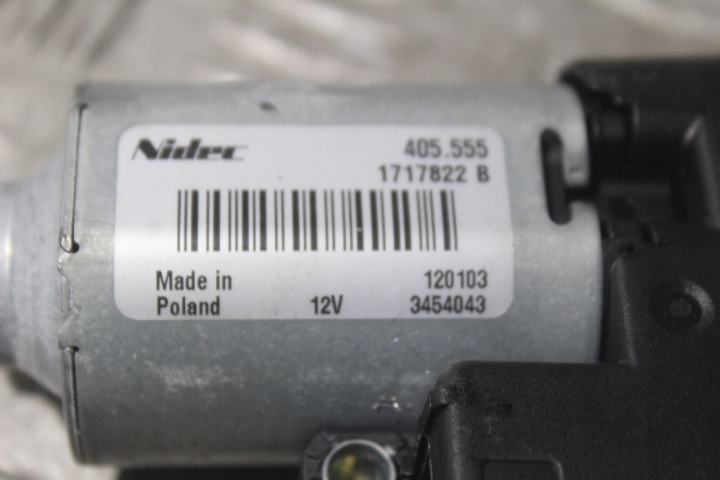 Nidec 405.555
1717822 B
Made in 120103
Poland 12V 3454043